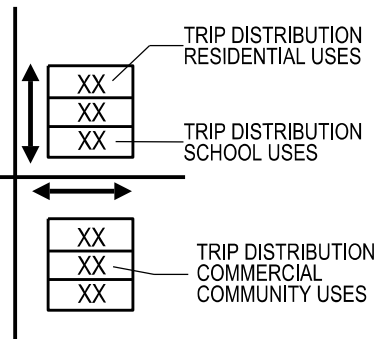 TRIP DISTRIBUTION
RESIDENTIAL USES
XX
XX
XX
TRIP DISTRIBUTION
SCHOOL USES
XX
XX
XX
TRIP DISTRIBUTION
COMMERCIAL
COMMUNITY USES